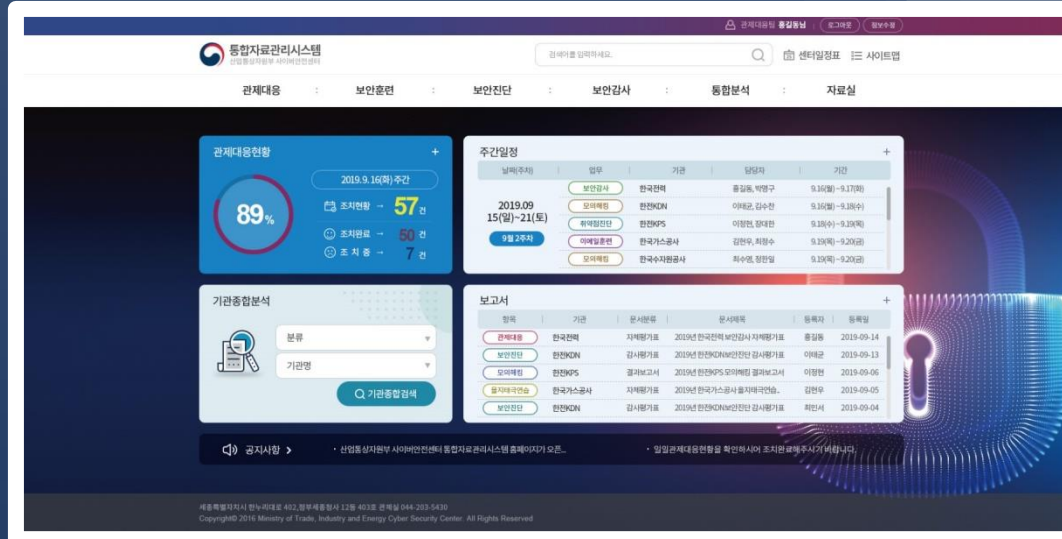 관제대응팀 홍길동님 로그아웃 정보수정
통합자료관리시스템
산업통상자원부 사이버안전센터
검색어를 입력하세요.
센터일정표 사이트맵
관제대응 : 보안훈련 : 보안진단 : 보안감사 : 통합분석 : 자료실
관제대응현황 +
2019.9.16(화) 주간
89%
조치현황 → 57 건
조치완료 → 50 건
조 치 중 → 7 건
주간일정 +
날짜(주차) 업무 기관 담당자 기간
2019.09
15(일)~21(토)
9월 2주차
보안감사 한국전력 홍길동, 박명구 9.16(월)~9.17(화)
모의해킹 한전KDN 이태균, 김수찬 9.16(월)~9.18(수)
취약점진단 한전KPS 이정현, 장대한 9.18(수)~9.19(목)
이메일훈련 한국가스공사 김현우, 최정수 9.19(목)~9.20(금)
모의해킹 한국수자원공사 최수영, 정한일 9.19(목)~9.20(금)
기관종합분석
분류
기관명
기관종합검색
보고서 +
항목 기관 문서분류 문서제목 등록자 등록일
관제대응 한국전력 자체평가표 2019년 한국전력 보안감사 자체평가표 홍길동 2019-09-14
보안진단 한전KDN 감사평가표 2019년 한전KDN보안진단 감사평가표 이태균 2019-09-13
모의해킹 한전KPS 결과보고서 2019년 한전KPS 모의해킹 결과보고서 이정현 2019-09-06
을지태극연습 한국가스공사 자체평가표 2019년 한국가스공사 을지태극연습.. 김현우 2019-09-05
보안진단 한전KDN 감사평가표 2019년 한전KDN보안진단 감사평가표 최민서 2019-09-04
공지사항 > · 산업통상자원부 사이버안전센터 통합자료관리시스템 홈페이지가 오픈... · 일일관제대응현황을 확인하시어 조치완료해주시기 바랍니다.
세종특별자치시 한누리대로 402,정부세종청사 12동 403호 관제실 044-203-5430
Copyright© 2016 Ministry of Trade, Industry and Energy Cyber Security Center. All Rights Reserved